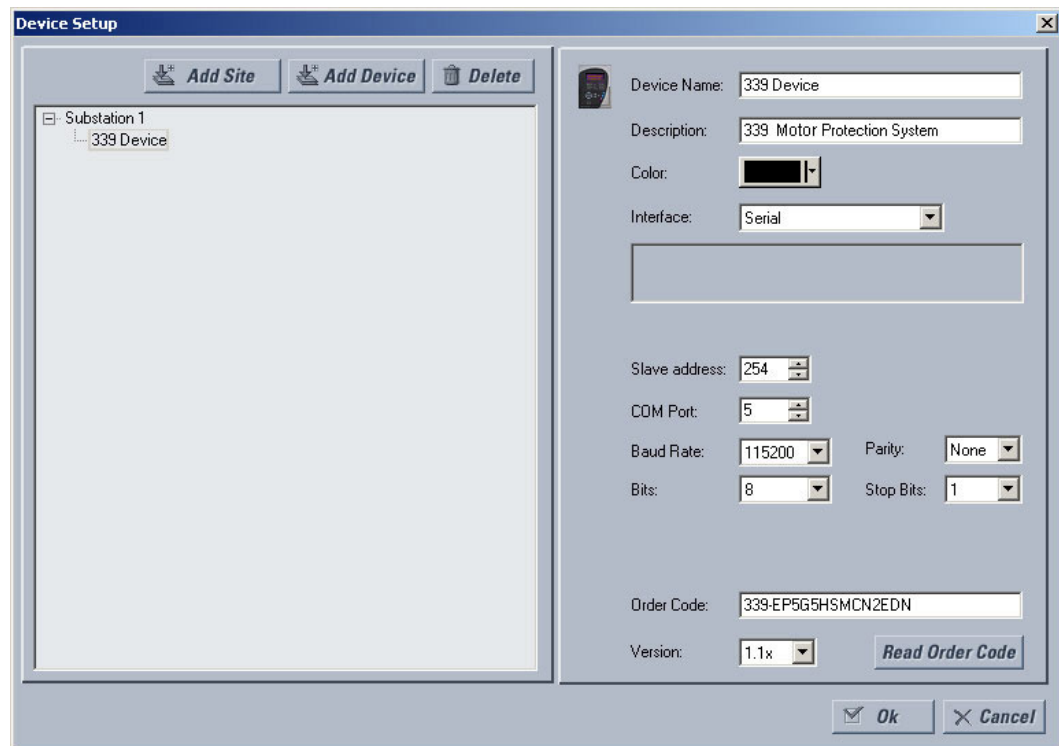 Device Setup
Add Site Add Device Delete
Substation 1
339 Device
Device Name: 339 Device
Description: 339 Motor Protection System
Color:
Interface: Serial
Slave address: 254
COM Port: 5
Baud Rate: 115200 Parity: None
Bits: 8 Stop Bits: 1
Order Code: 339-EP5G5HSMCN2EDN
Version: 1.1x Read Order Code
Ok Cancel